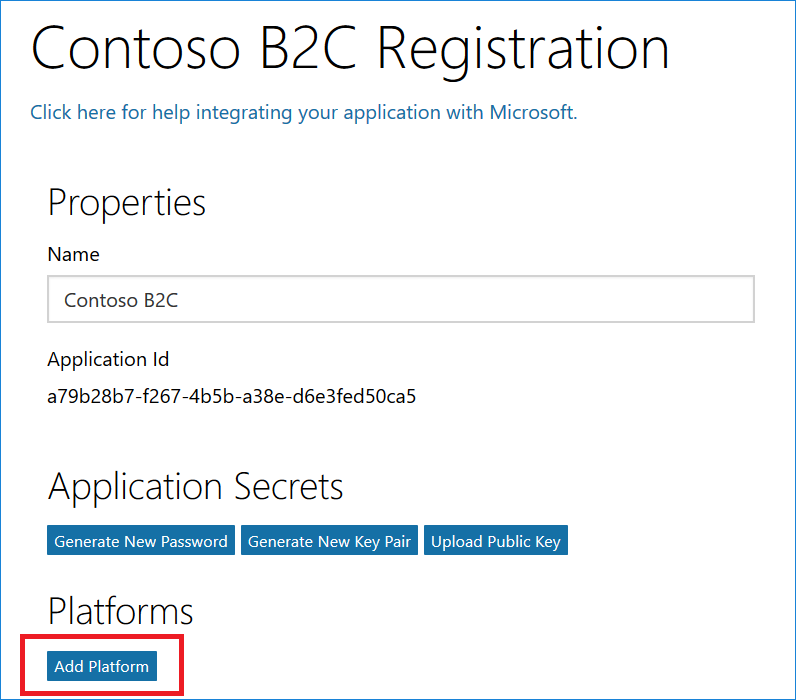 Contoso B2C Registration
Click here for help integrating your application with Microsoft.
Properties
Name
Contoso B2C
Application Id
a79b28b7-f267-4b5b-a38e-d6e3fed50ca5
Application Secrets
Generate New Password Generate New Key Pair Upload Public Key
Platforms
Add Platform